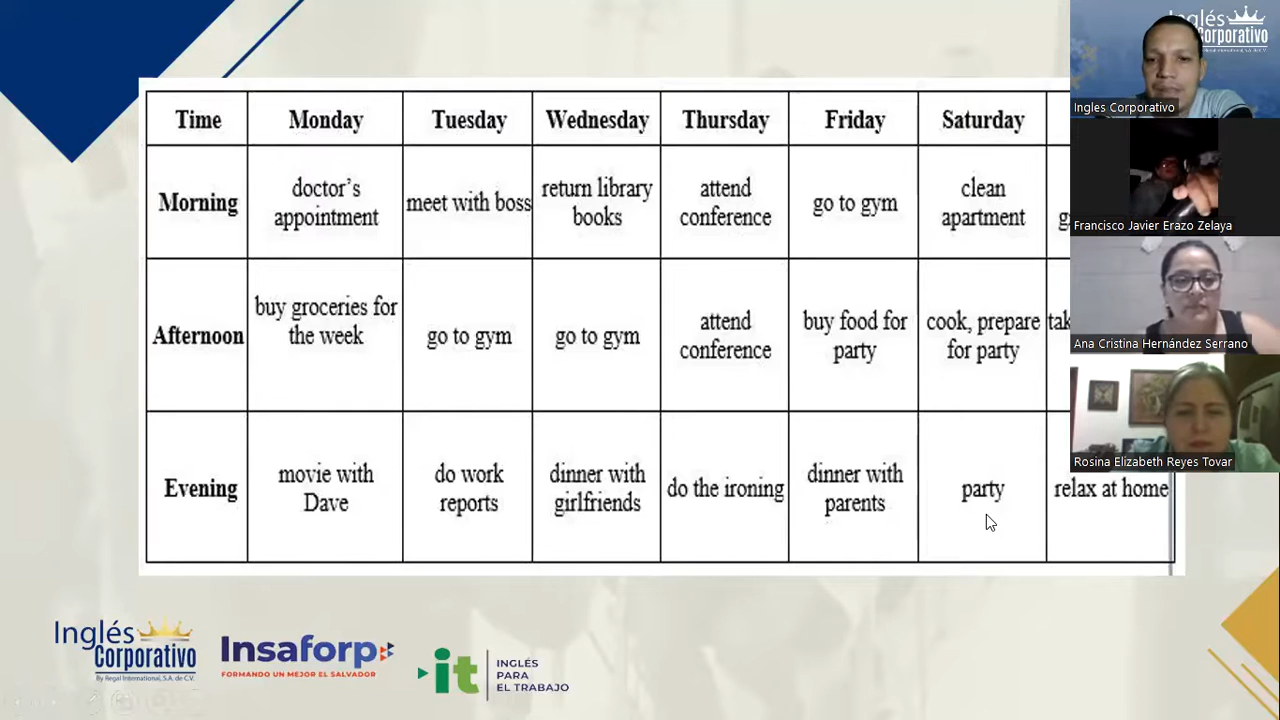 Inglés
Corporativo
Ingles Corporativo
Francisco Javier Erazo Zelaya
Ana Cristina Hernández Serrano
Rosina Elizabeth Reyes Tovar
Time Monday Tuesday Wednesday Thursday Friday Saturday
Morning
doctor's
appointment
meet with boss
return library
books
attend
conference
go to gym
clean
apartment
Afternoon
buy groceries for
the week
go to gym
go to gym
attend
conference
buy food for
party
cook, prepare
for party
Evening
movie with
Dave
do work
reports
dinner with
girlfriends
do the ironing
dinner with
parents
party
relax at home
Inglés
Corporativo
By Regal International, S.A. de C.V.
Insaforp
FORMANDO UN MEJOR EL SALVADOR
it
INGLÉS
PARA
EL TRABAJO